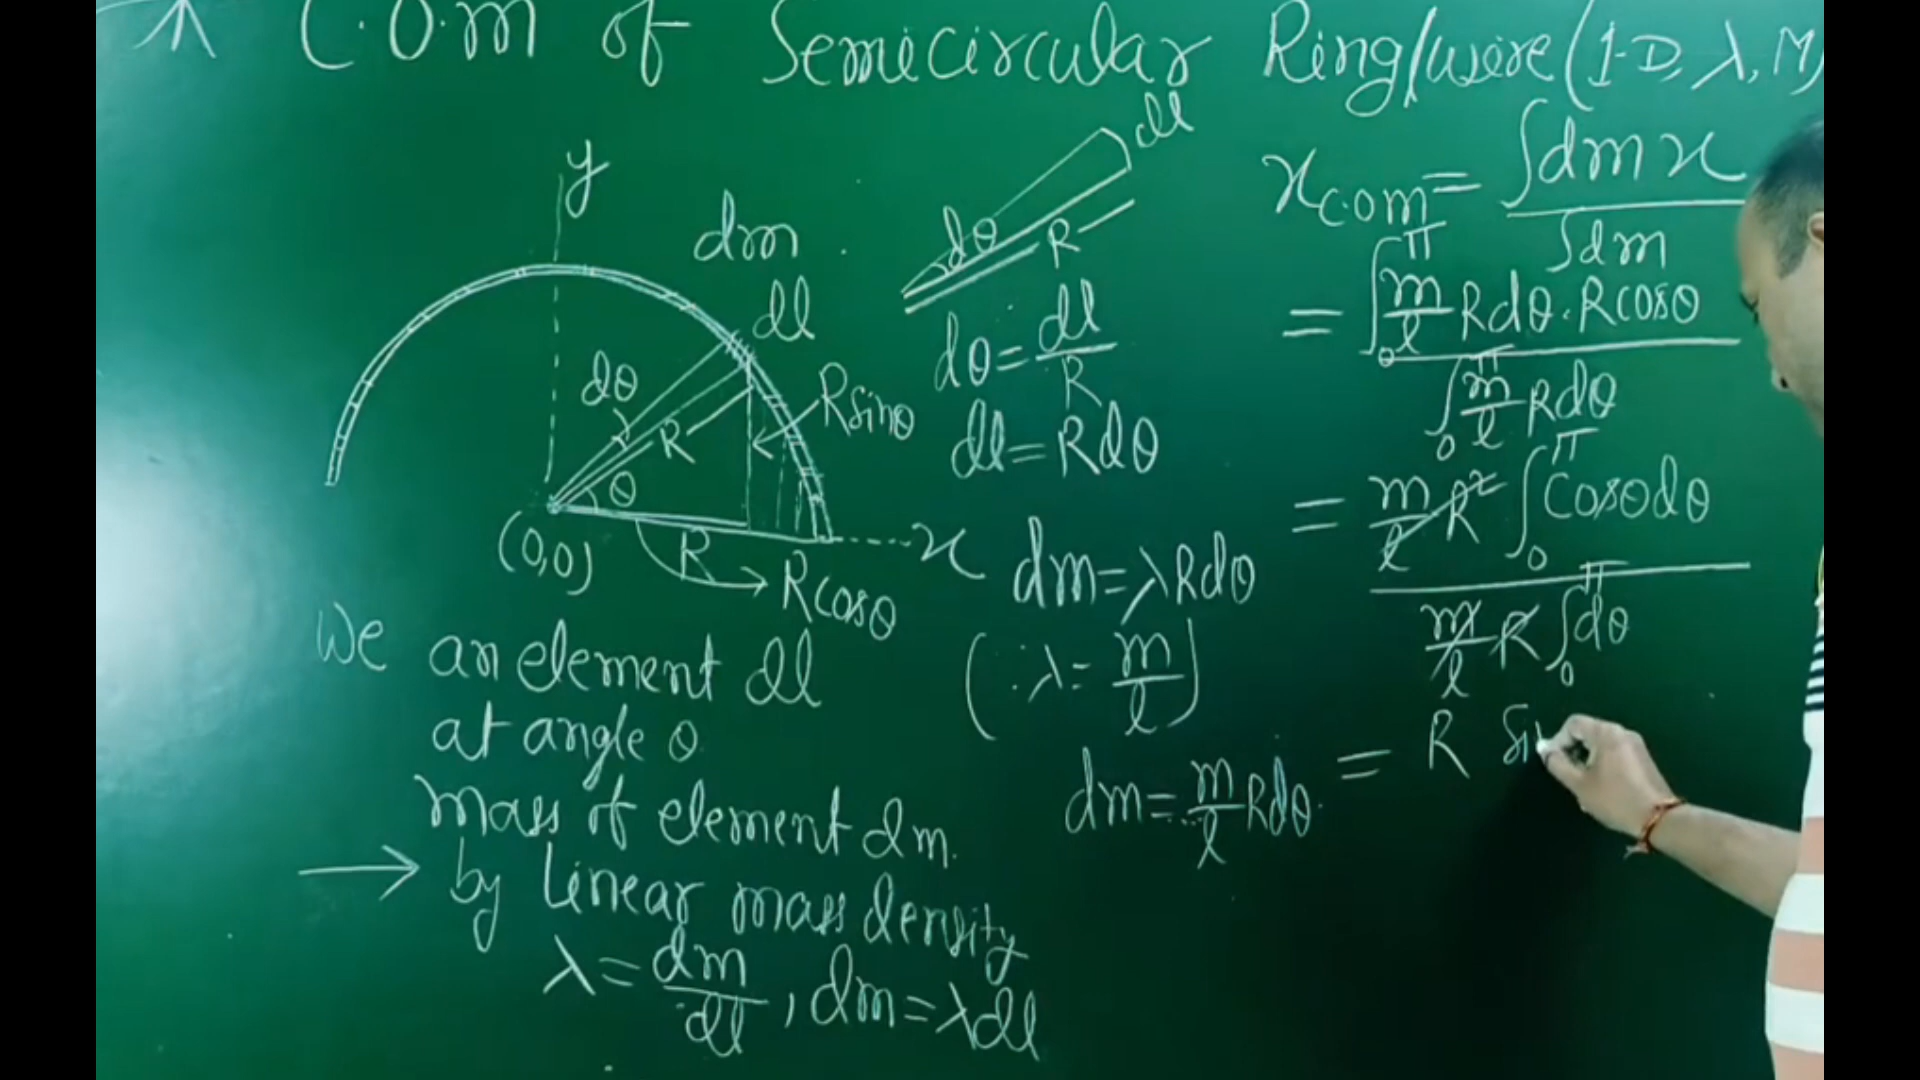 C.O.M of Semicircular Ring/wire (1-D, λ, M)
y
dm
dl
dθ
R
θ
Rsinθ
(0,0)
R
x
Rcosθ
We an element dl
at angle θ
mass of element dm.
→ by linear mass density
λ = dm/dl , dm = λdl
dl
dθ
R
dθ = dl/R
dl = Rdθ
dm = λRdθ
(∵ λ = m/l)
dm = m/l Rdθ
x_COM = ∫dm x / ∫dm
= ∫₀^π m/l Rdθ · Rcosθ / ∫₀^π m/l Rdθ
= m/l R² ∫₀^π Cosθdθ / m/l R ∫₀^π dθ
= R Si